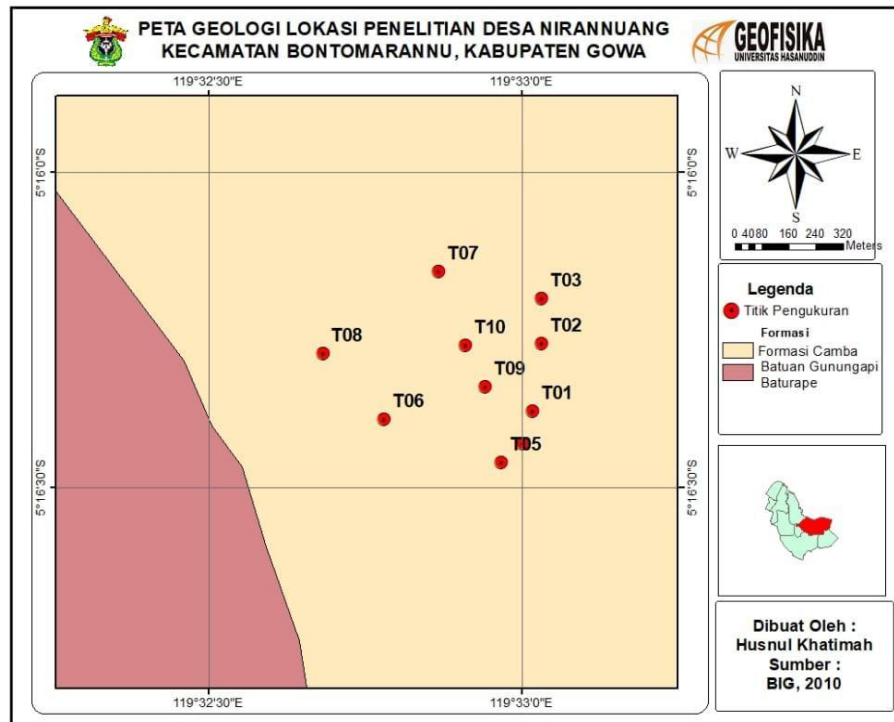 PETA GEOLOGI LOKASI PENELITIAN DESA NIRANNUANG
KECAMATAN BONTOMARANNU, KABUPATEN GOWA
GEOFISIKA
UNIVERSITAS HASANUDDIN
119°32'30"E
119°33'0"E
5°16'0"S
5°16'0"S
5°16'30"S
5°16'30"S
T07
T03
T10
T02
T08
T09
T06
T01
T05
119°32'30"E
119°33'0"E
N
W
E
S
0 40 80 160 240 320
Meters
Legenda
Titik Pengukuran
Formasi
Formasi Camba
Batuan Gunungapi
Baturape
Dibuat Oleh :
Husnul Khatimah
Sumber :
BIG, 2010